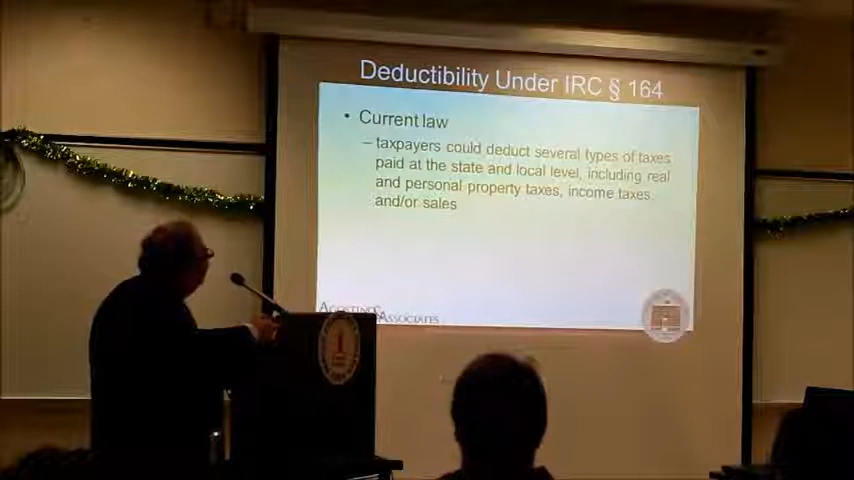 Deductibility Under IRC § 164
• Current law
– taxpayers could deduct several types of taxes
paid at the state and local level, including real
and personal property taxes, income taxes
and/or sales
AGOSTINO & ASSOCIATES